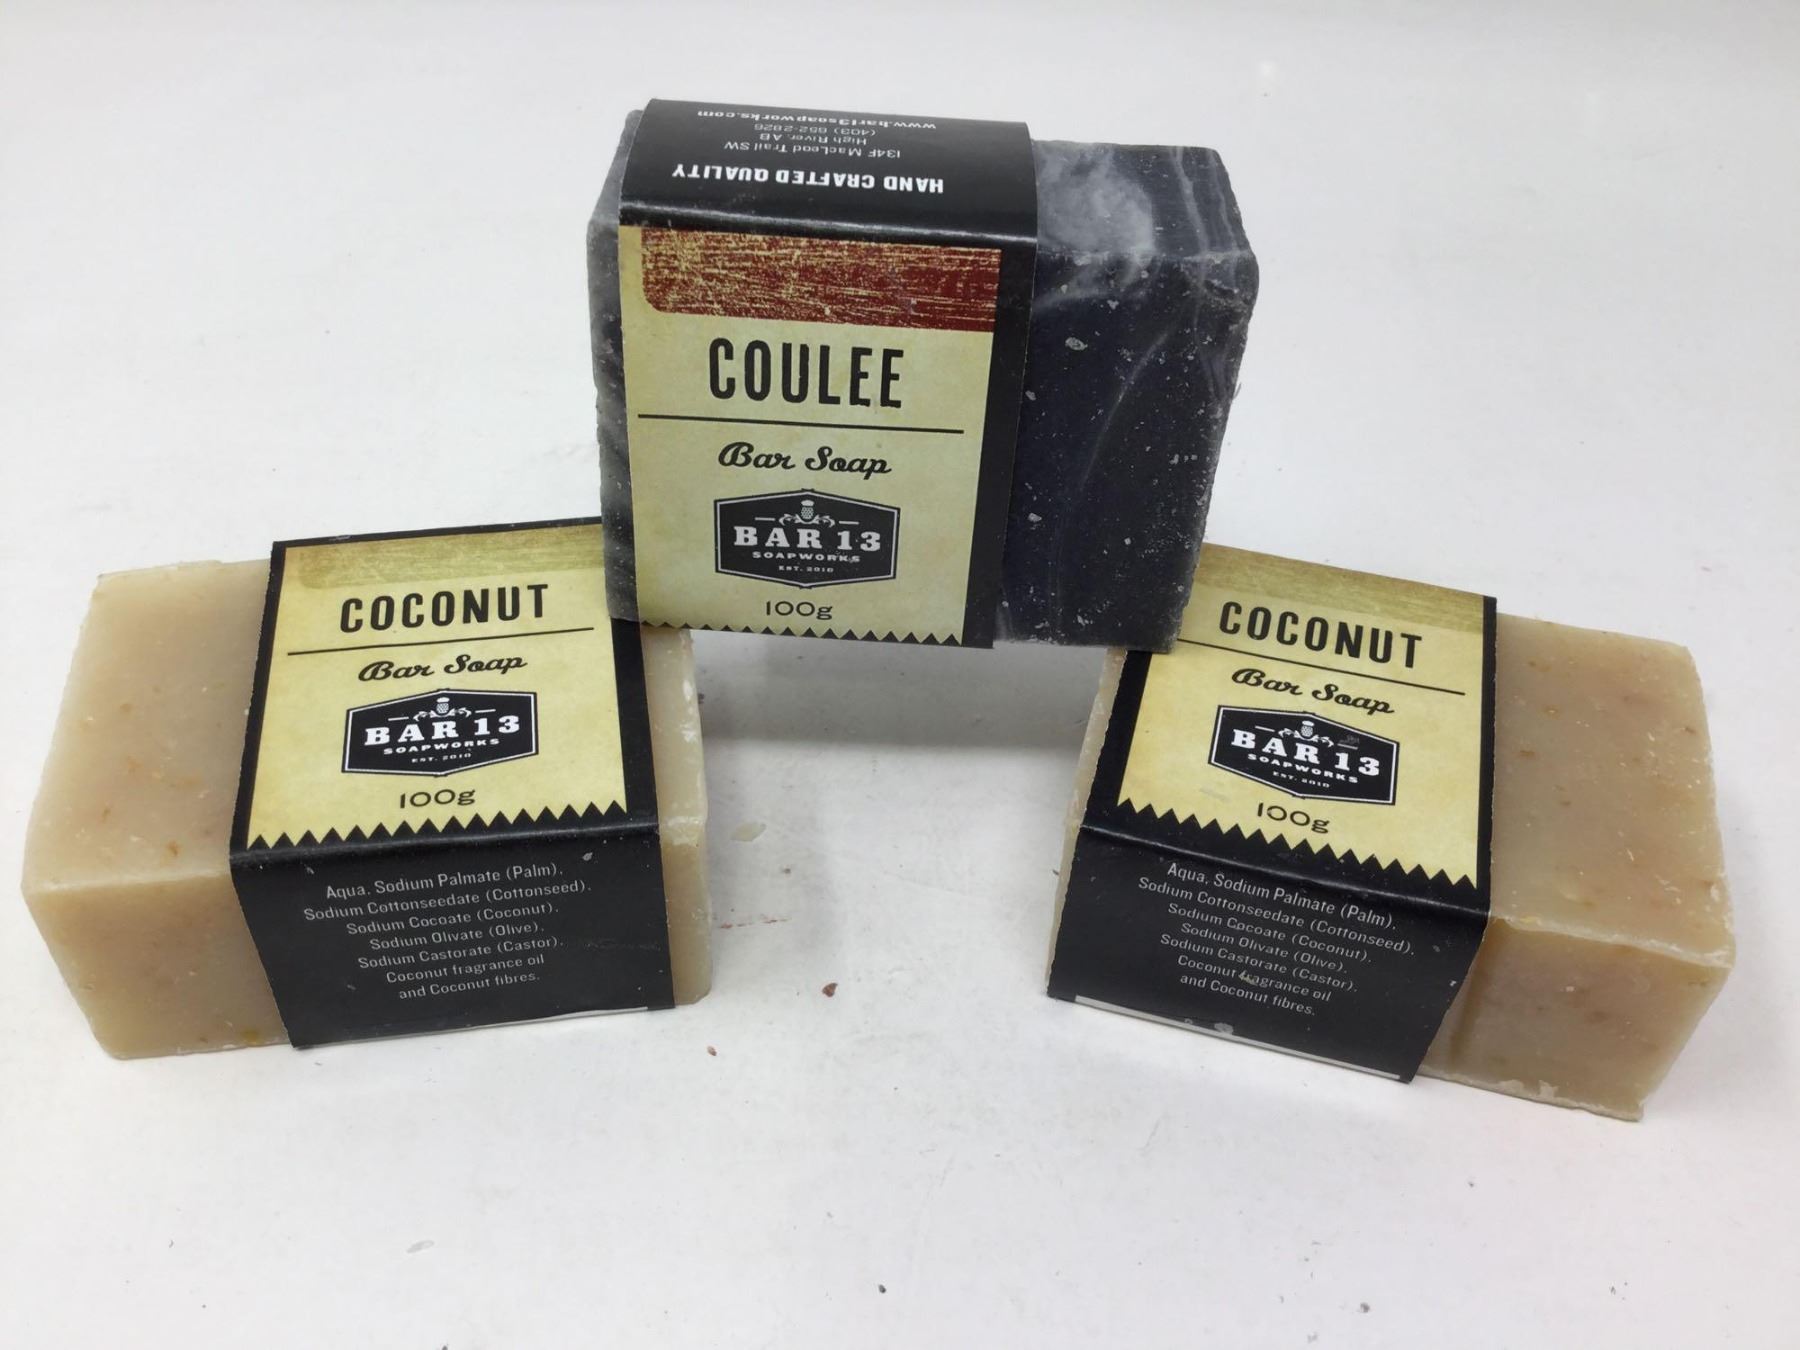 HAND CRAFTED QUALITY
134F MacLeod Trail SW
High River, AB
(403) 652-2826
www.bar13soapworks.com
COULEE
Bar Soap
BAR 13
SOAPWORKS
EST. 2010
100g
COCONUT
Bar Soap
BAR 13
SOAPWORKS
EST. 2010
100g
Aqua, Sodium Palmate (Palm),
Sodium Cottonseedate (Cottonseed),
Sodium Cocoate (Coconut),
Sodium Olivate (Olive),
Sodium Castorate (Castor),
Coconut fragrance oil
and Coconut fibres.
COCONUT
Bar Soap
BAR 13
SOAPWORKS
EST. 2010
100g
Aqua, Sodium Palmate (Palm),
Sodium Cottonseedate (Cottonseed),
Sodium Cocoate (Coconut),
Sodium Olivate (Olive),
Sodium Castorate (Castor),
Coconut fragrance oil
and Coconut fibres.